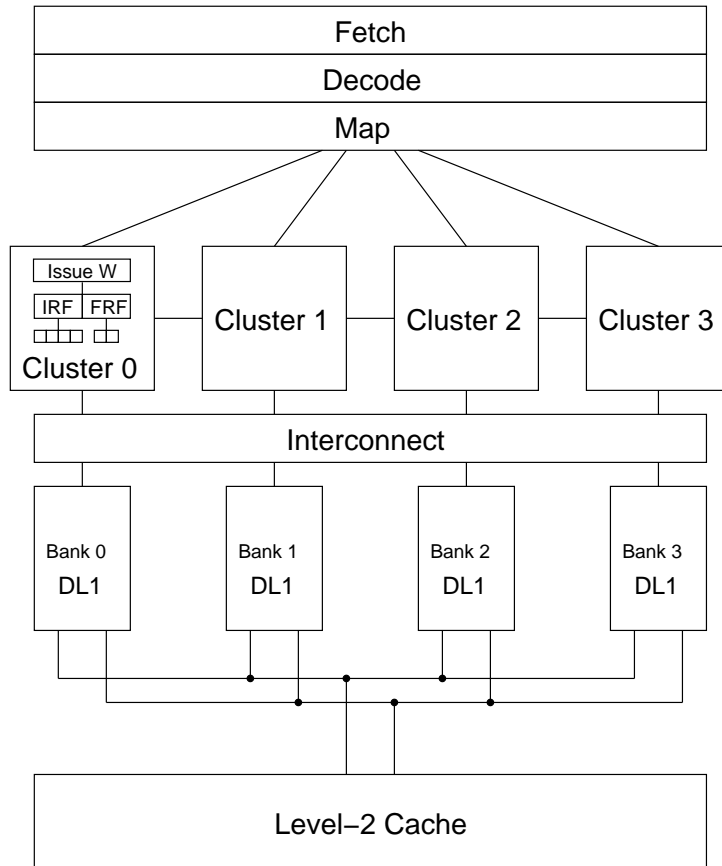 Fetch
Decode
Map
Issue W
IRF FRF
Cluster 0
Cluster 1
Cluster 2
Cluster 3
Interconnect
Bank 0
DL1
Bank 1
DL1
Bank 2
DL1
Bank 3
DL1
Level−2 Cache